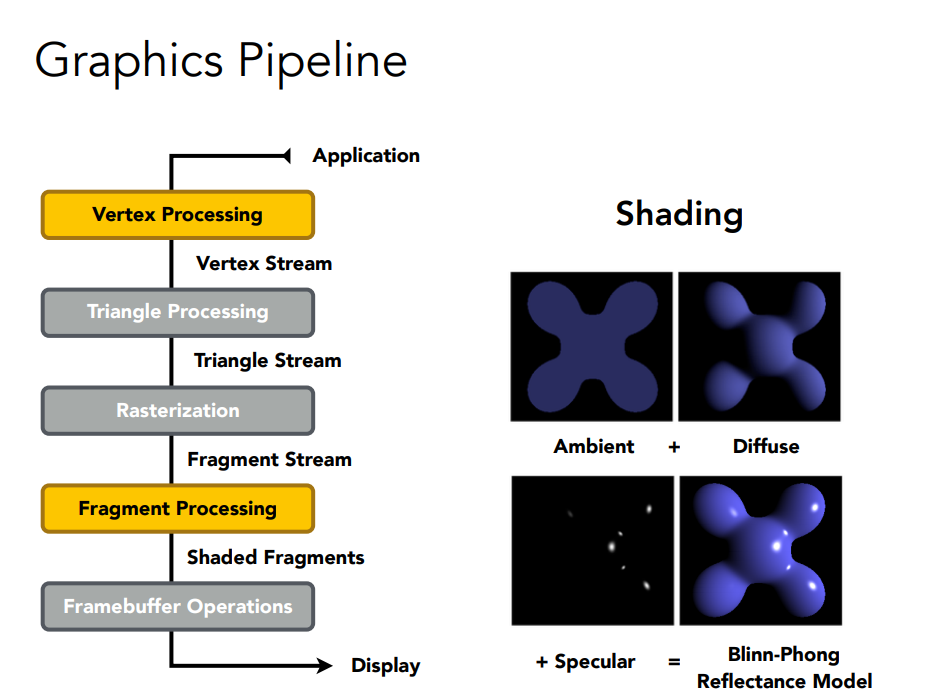 Graphics Pipeline
Application
Vertex Processing
Vertex Stream
Triangle Processing
Triangle Stream
Rasterization
Fragment Stream
Fragment Processing
Shaded Fragments
Framebuffer Operations
Display
Shading
Ambient + Diffuse
+ Specular = Blinn-Phong
Reflectance Model